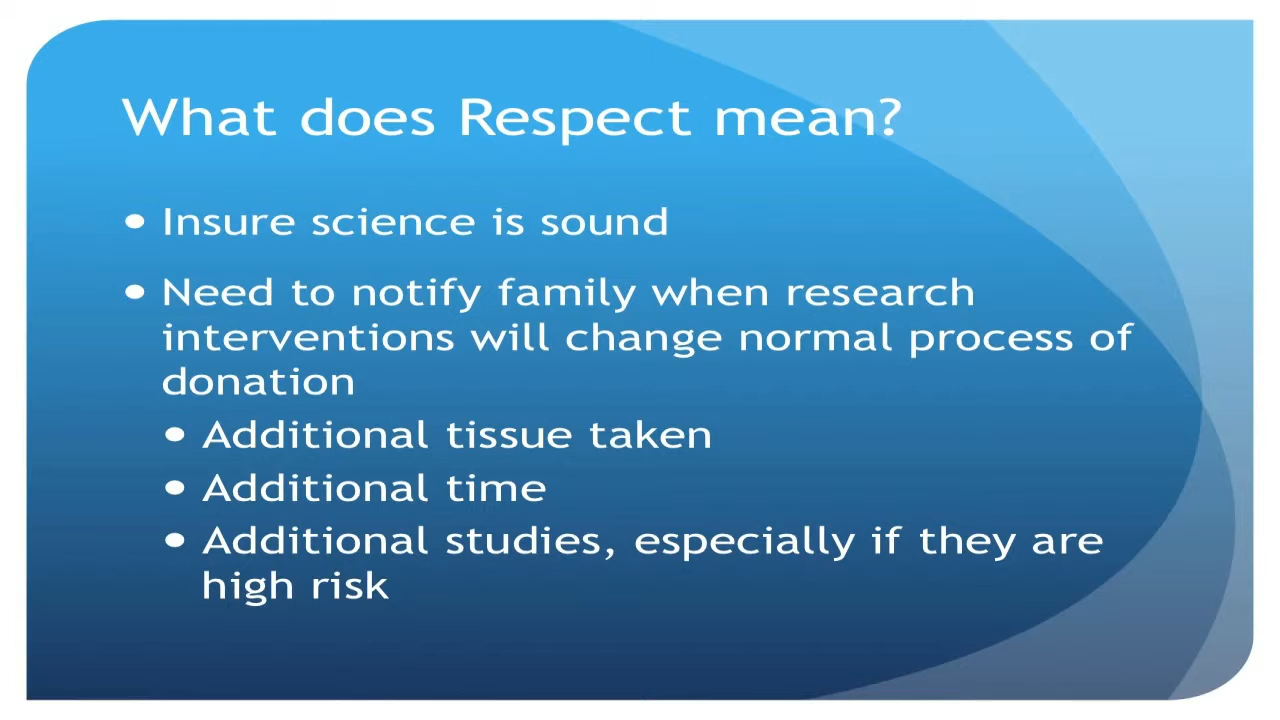 What does Respect mean?
• Insure science is sound
• Need to notify family when research
interventions will change normal process of
donation
• Additional tissue taken
• Additional time
• Additional studies, especially if they are
high risk